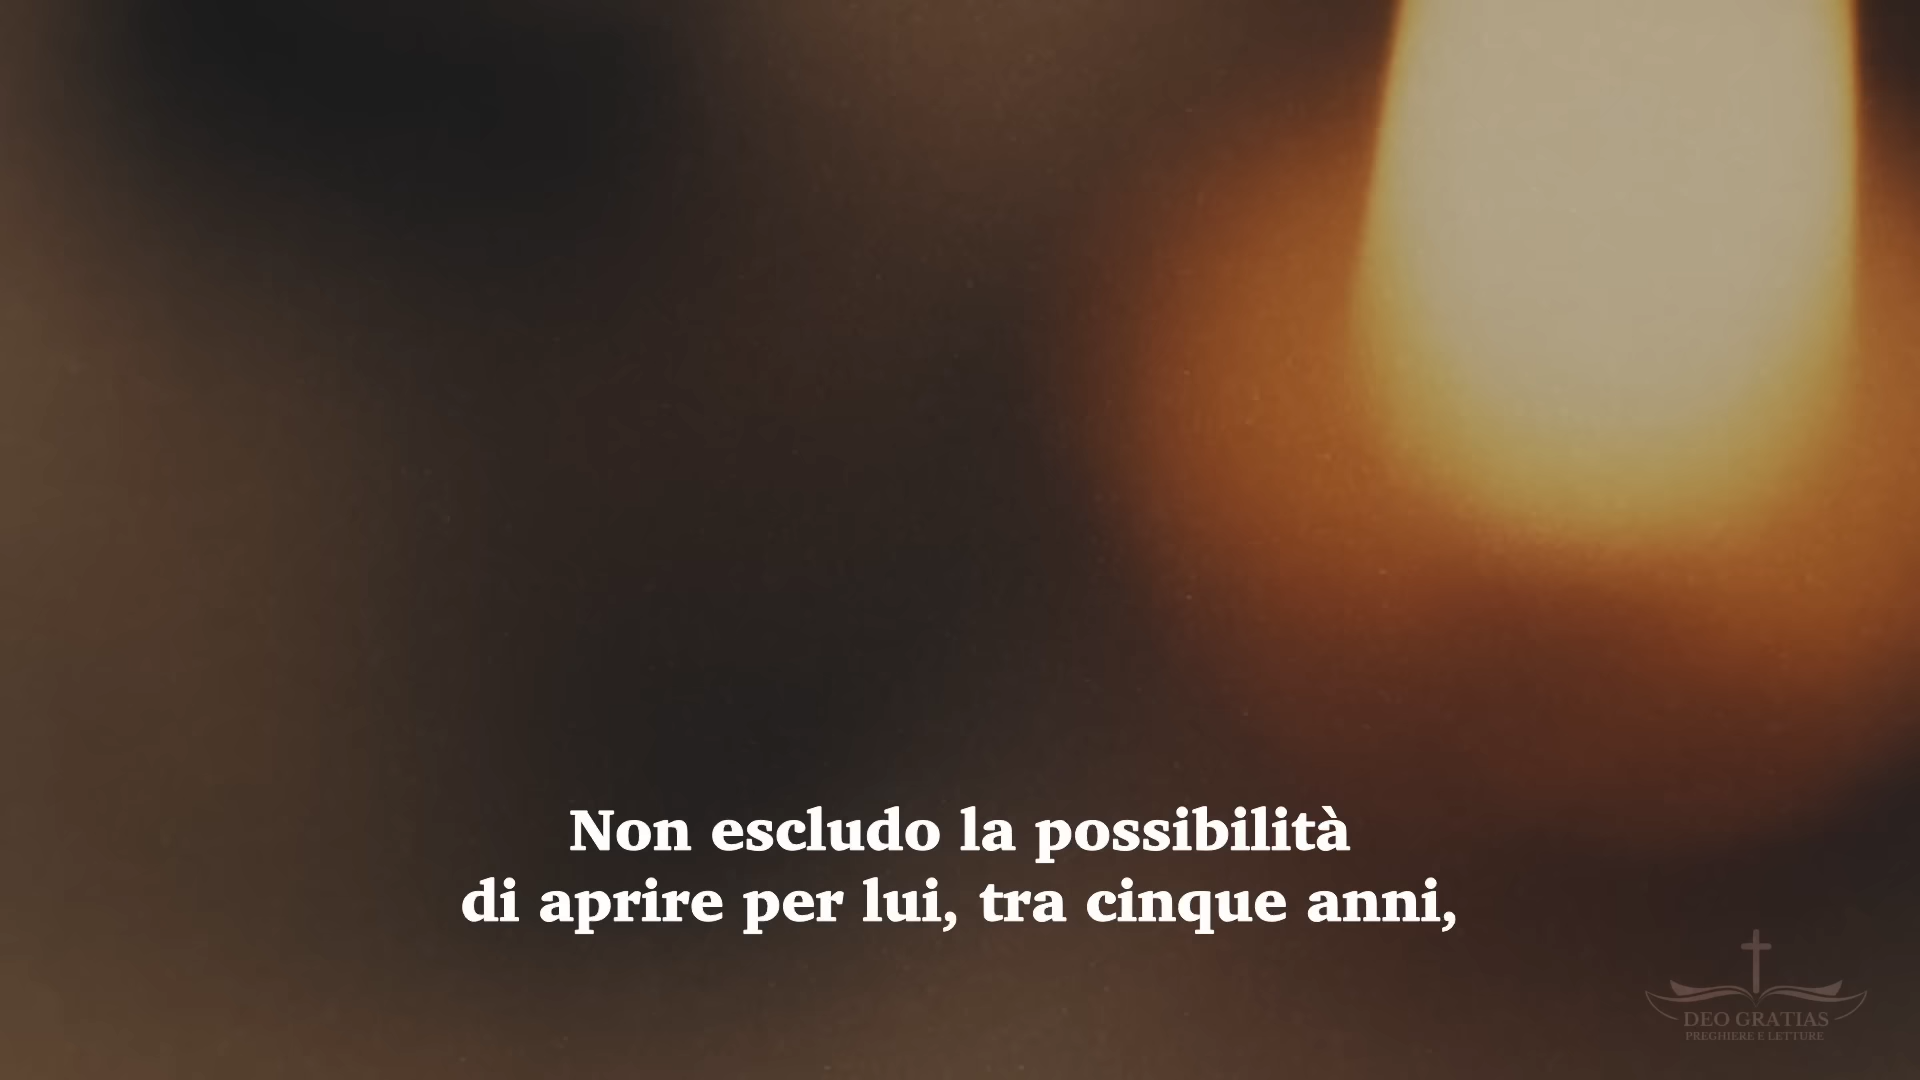 Non escludo la possibilità
di aprire per lui, tra cinque anni,
DEO GRATIAS
PREGHIERE E LETTURE